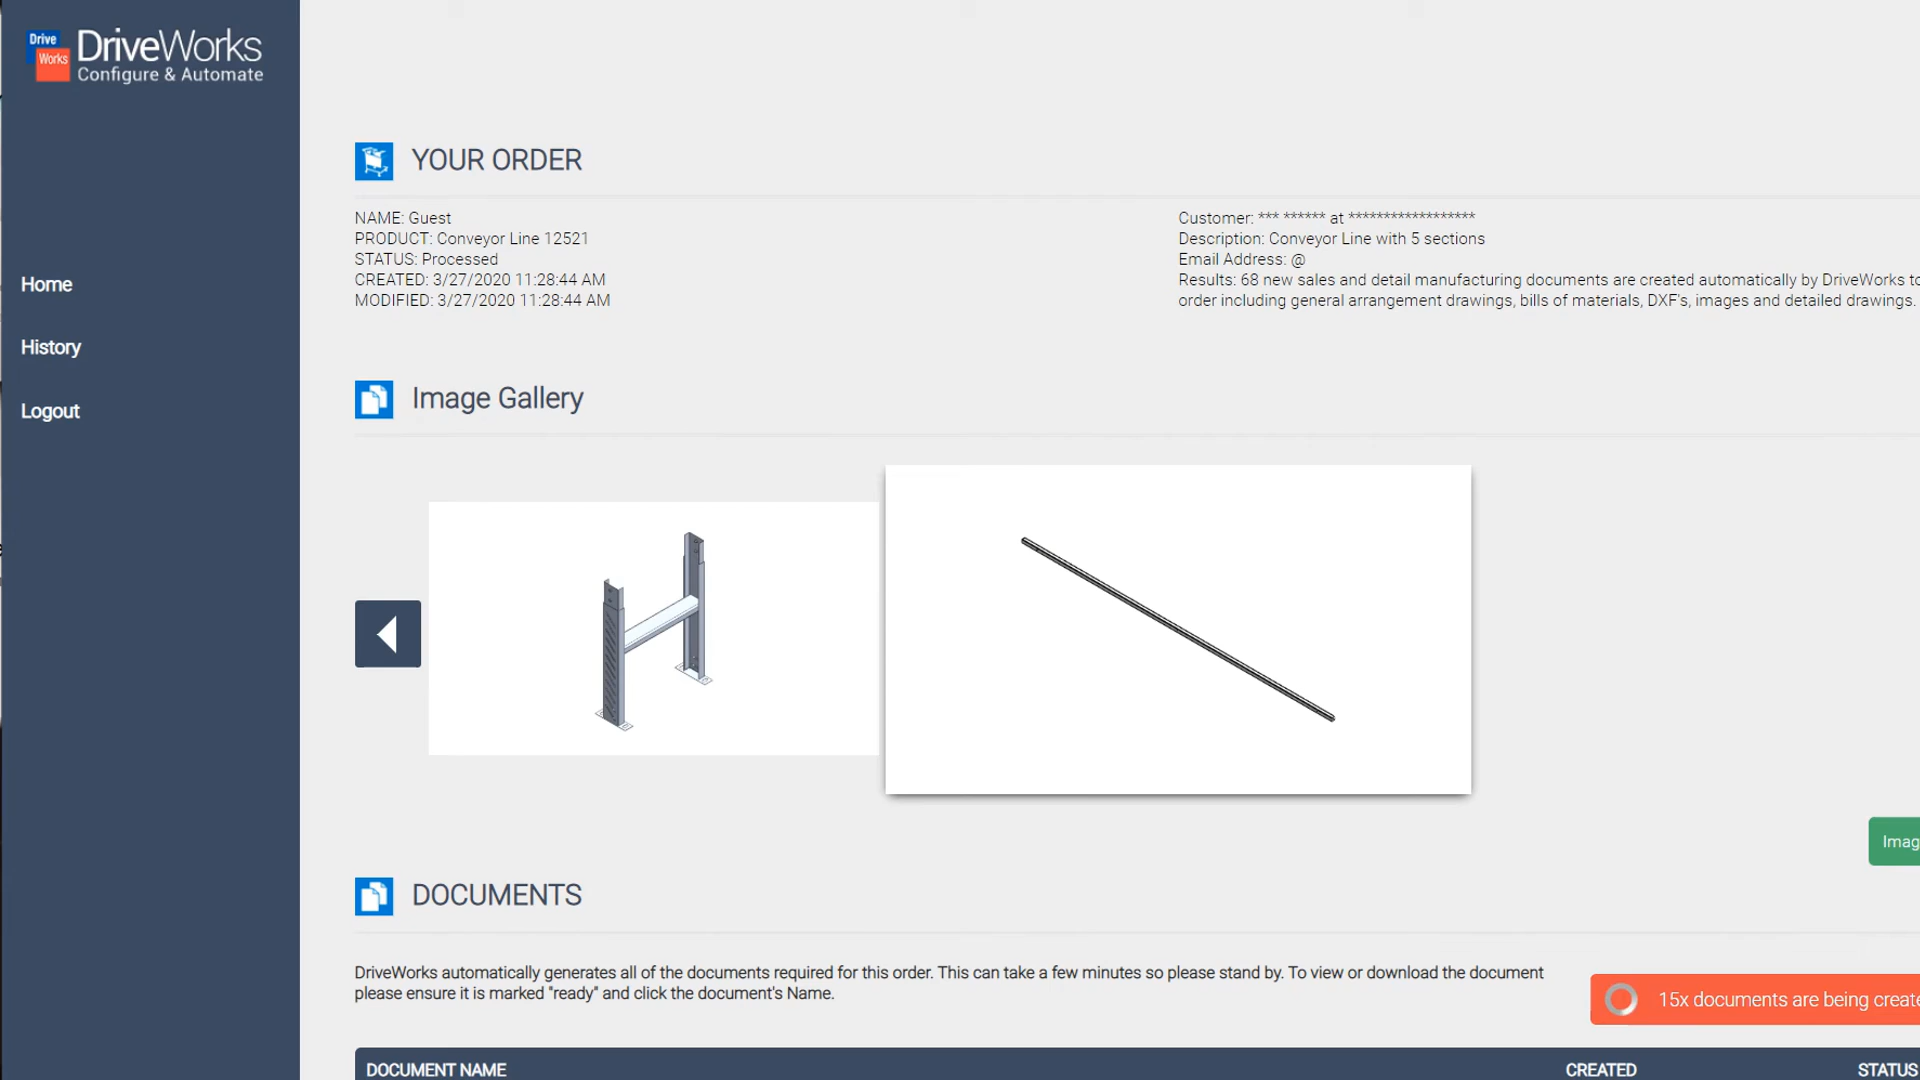 Drive
Works
DriveWorks
Configure & Automate
Home
History
Logout
YOUR ORDER
NAME: Guest
PRODUCT: Conveyor Line 12521
STATUS: Processed
CREATED: 3/27/2020 11:28:44 AM
MODIFIED: 3/27/2020 11:28:44 AM
Customer: *** ****** at ******************
Description: Conveyor Line with 5 sections
Email Address: @
Results: 68 new sales and detail manufacturing documents are created automatically by DriveWorks to
order including general arrangement drawings, bills of materials, DXF's, images and detailed drawings.
Image Gallery
Imag
DOCUMENTS
DriveWorks automatically generates all of the documents required for this order. This can take a few minutes so please stand by. To view or download the document
please ensure it is marked "ready" and click the document's Name.
15x documents are being create
DOCUMENT NAME
CREATED
STATUS